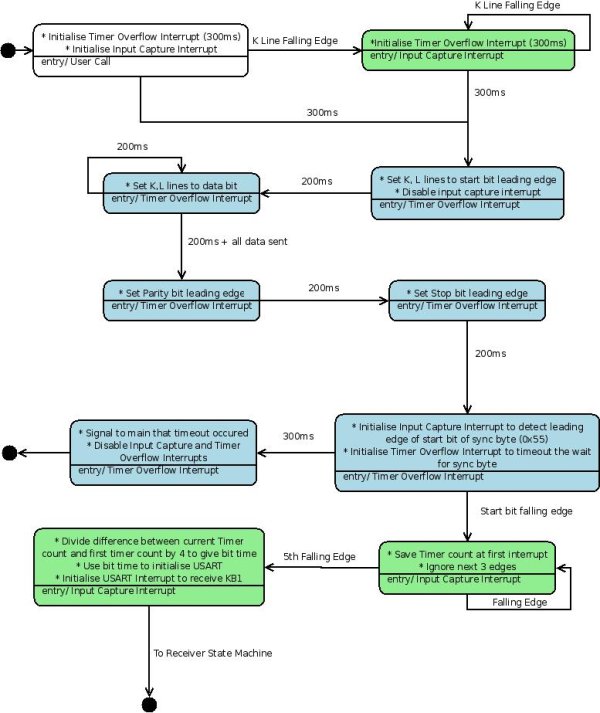 K Line Falling Edge
* Initialise Timer Overflow Interrupt (300ms)
* Initialise Input Capture Interrupt
entry/ User Call
K Line Falling Edge
*Initialise Timer Overflow Interrupt (300ms)
entry/ Input Capture Interrupt
300ms
300ms
200ms
* Set K,L lines to data bit
entry/ Timer Overflow Interrupt
200ms
* Set K, L lines to start bit leading edge
* Disable input capture interrupt
entry/ Timer Overflow Interrupt
200ms + all data sent
* Set Parity bit leading edge
entry/ Timer Overflow Interrupt
200ms
* Set Stop bit leading edge
entry/ Timer Overflow Interrupt
200ms
* Signal to main that timeout occured
* Disable Input Capture and Timer
Overflow Interrupts
entry/ Timer Overflow Interrupt
300ms
* Initialise Input Capture Interrupt to detect leading
edge of start bit of sync byte (0x55)
* Initialise Timer Overflow Interrupt to timeout the wait
for sync byte
entry/ Timer Overflow Interrupt
Start bit falling edge
* Divide difference between current Timer
count and first timer count by 4 to give bit time
* Use bit time to initialise USART
* Initialise USART Interrupt to receive KB1
entry/ Input Capture Interrupt
5th Falling Edge
* Save Timer count at first interrupt
* Ignore next 3 edges
entry/ Input Capture Interrupt
Falling Edge
To Receiver State Machine